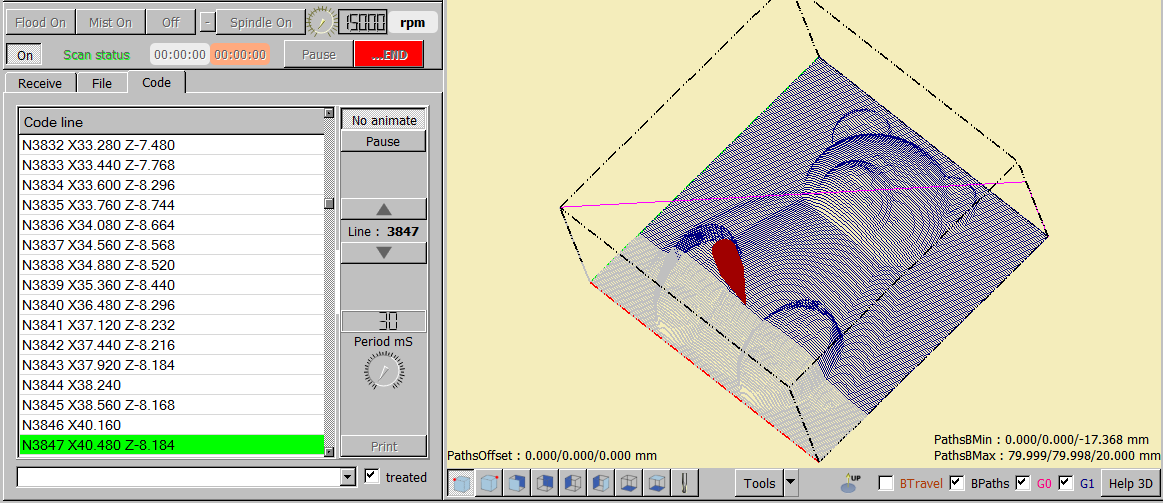 Flood On Mist On Off - Spindle On 15000 rpm
On Scan status 00:00:00 00:00:00 Pause ...END
Receive File Code
Code line
N3832 X33.280 Z-7.480
N3833 X33.440 Z-7.768
N3834 X33.600 Z-8.296
N3835 X33.760 Z-8.744
N3836 X34.080 Z-8.664
N3837 X34.560 Z-8.568
N3838 X34.880 Z-8.520
N3839 X35.360 Z-8.440
N3840 X36.480 Z-8.296
N3841 X37.120 Z-8.232
N3842 X37.440 Z-8.216
N3843 X37.920 Z-8.184
N3844 X38.240
N3845 X38.560 Z-8.168
N3846 X40.160
N3847 X40.480 Z-8.184
No animate
Pause
Line : 3847
30
Period mS
Print
treated
PathsOffset : 0.000/0.000/0.000 mm
PathsBMin : 0.000/0.000/-17.368 mm
PathsBMax : 79.999/79.998/20.000 mm
Tools UP BTravel BPaths G0 G1 Help 3D